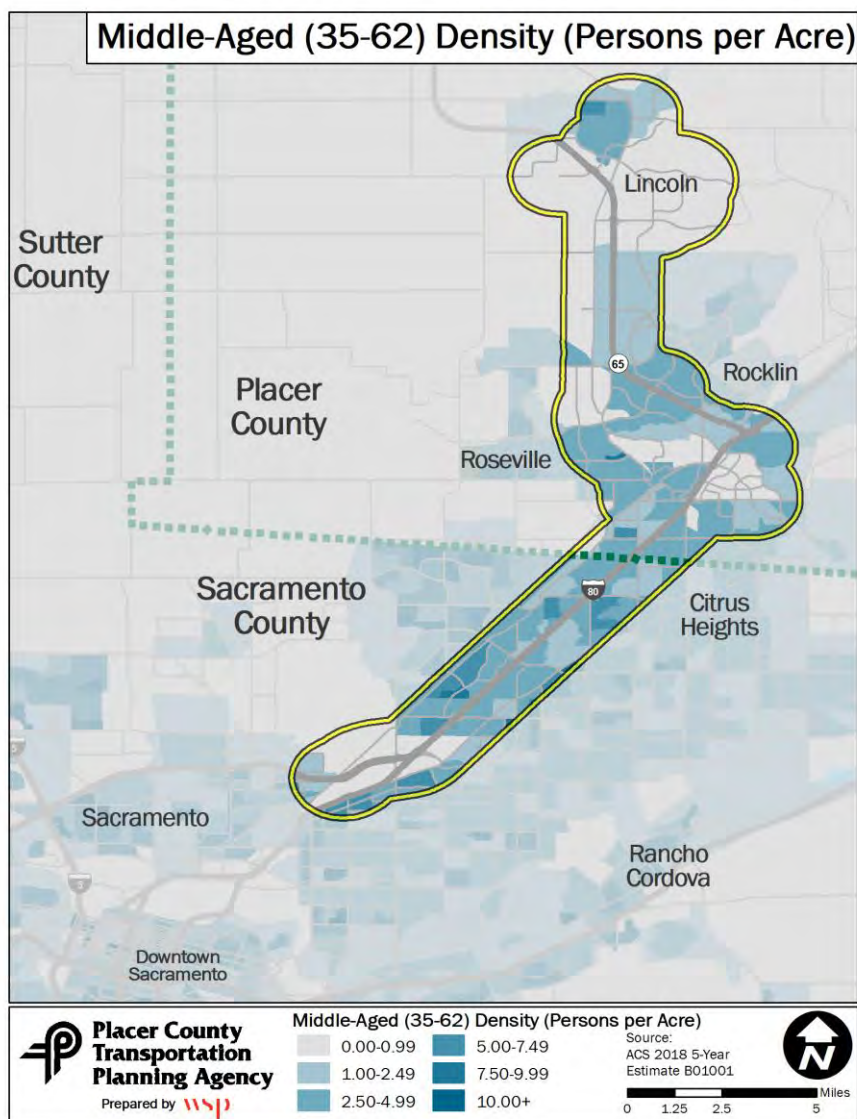 Middle-Aged (35-62) Density (Persons per Acre)
Lincoln
Sutter
County
65
Rocklin
Placer
County
Roseville
Sacramento
County
80
Citrus
Heights
5
Sacramento
Rancho
Cordova
Downtown
Sacramento
Placer County
Transportation
Planning Agency
Prepared by wsp
Middle-Aged (35-62) Density (Persons per Acre)
0.00-0.99
5.00-7.49
1.00-2.49
7.50-9.99
2.50-4.99
10.00+
Source:
ACS 2018 5-Year
Estimate B01001
N
Miles
0 1.25 2.5 5